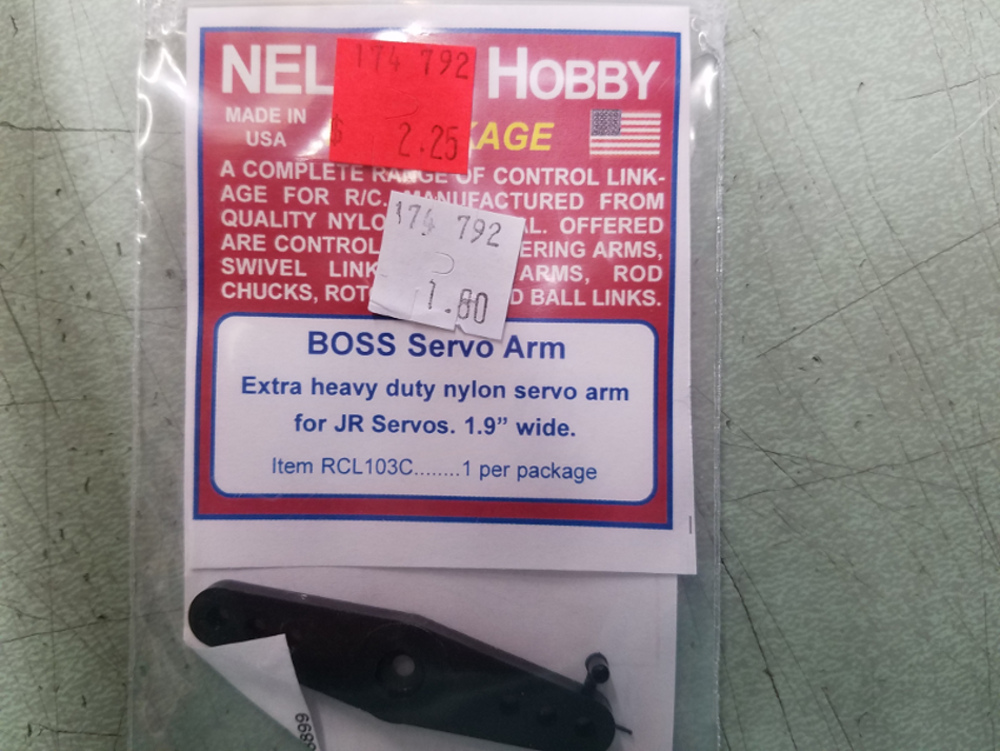 NEL HOBBY
174 792
MADE IN
USA
$ 2.25
KAGE
A COMPLETE RANGE OF CONTROL LINK-
AGE FOR R/C. MANUFACTURED FROM
QUALITY NYLO AL. OFFERED
ARE CONTROL ERING ARMS,
SWIVEL LINK ARMS, ROD
CHUCKS, ROT D BALL LINKS.
174 792
1.80
BOSS Servo Arm
Extra heavy duty nylon servo arm
for JR Servos. 1.9” wide.
Item RCL103C........1 per package